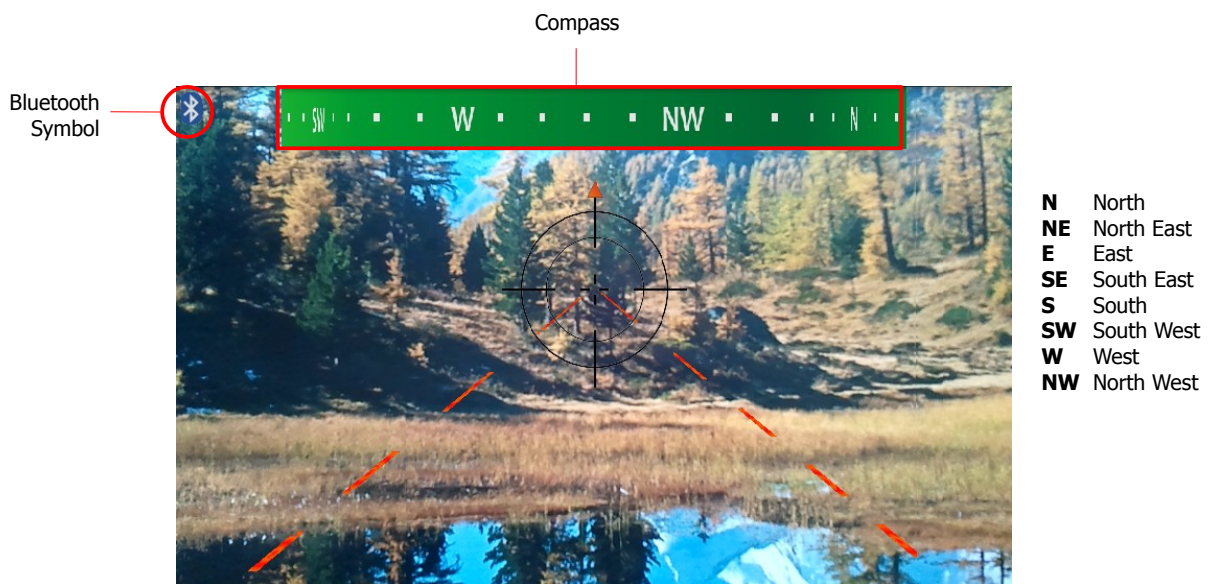 Compass
Bluetooth
Symbol
SW W NW N
N North
NE North East
E East
SE South East
S South
SW South West
W West
NW North West